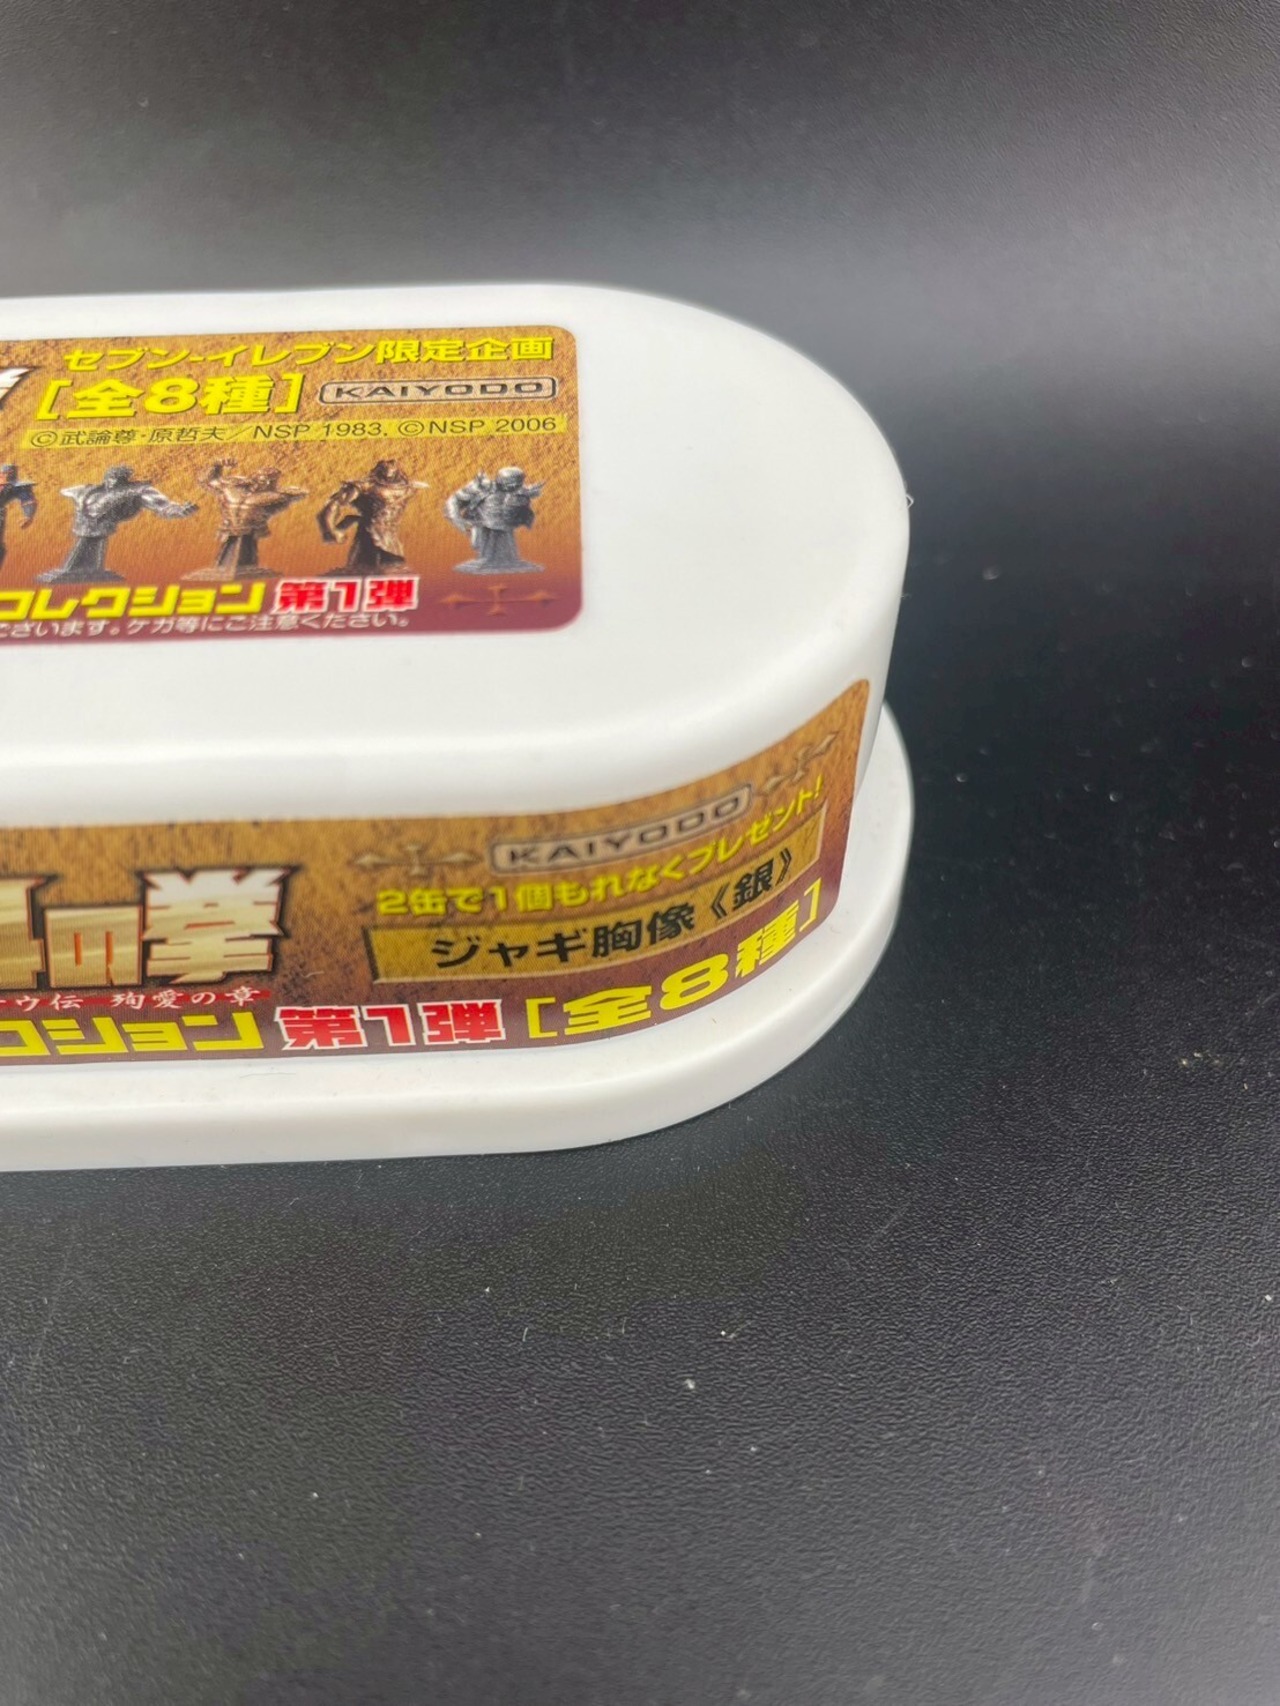 セブン-イレブン限定企画
[全8種] KAIYODO
©武論尊・原哲夫/NSP 1983, ©NSP 2006
コレクション 第1弾
ございます。ケガ等にご注意ください。
KAIYODO
2缶で1個もれなくプレゼント!
の拳
ジャギ胸像《銀》
ウ伝 殉愛の章
クション 第1弾 [全8種]